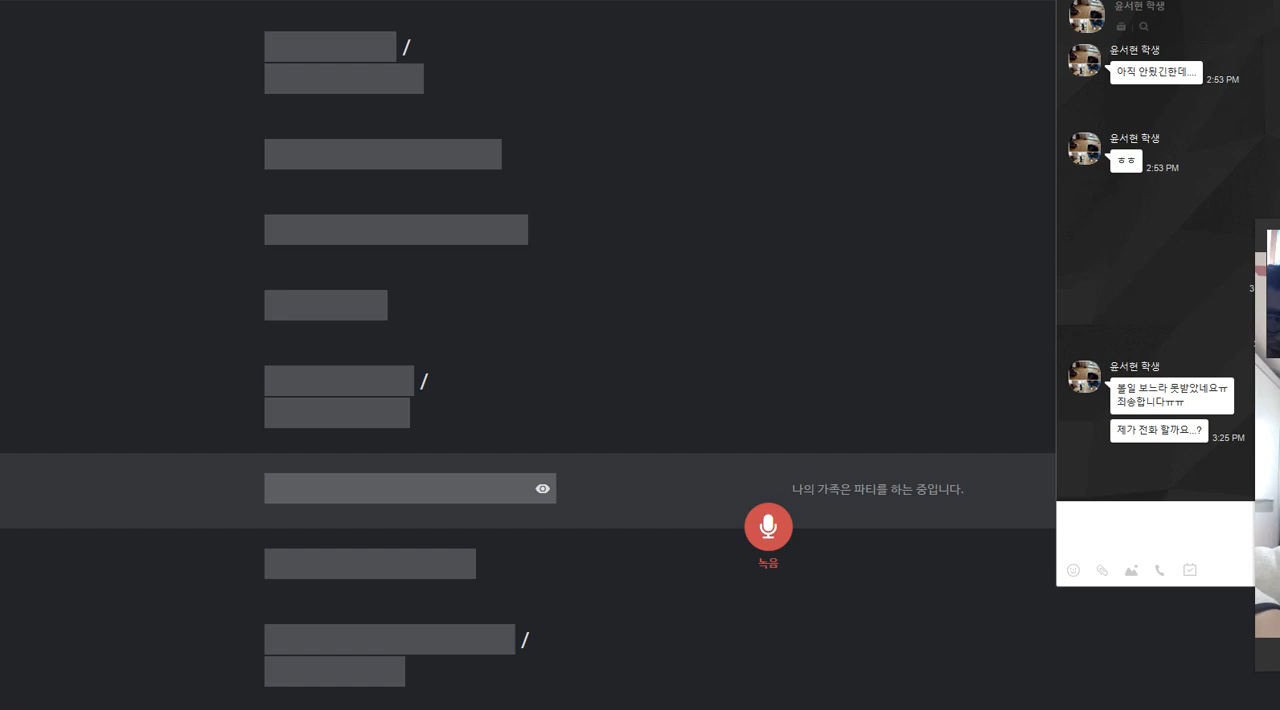 /
/
나의 가족은 파티를 하는 중입니다.
녹음
/
윤서현 학생
윤서현 학생
아직 안됬긴한데....
2:53 PM
윤서현 학생
ㅎㅎ
2:53 PM
3
윤서현 학생
볼일 보느라 못받았네요ㅠ
죄송합니다ㅠㅠ
제가 전화 할까요...?
3:25 PM